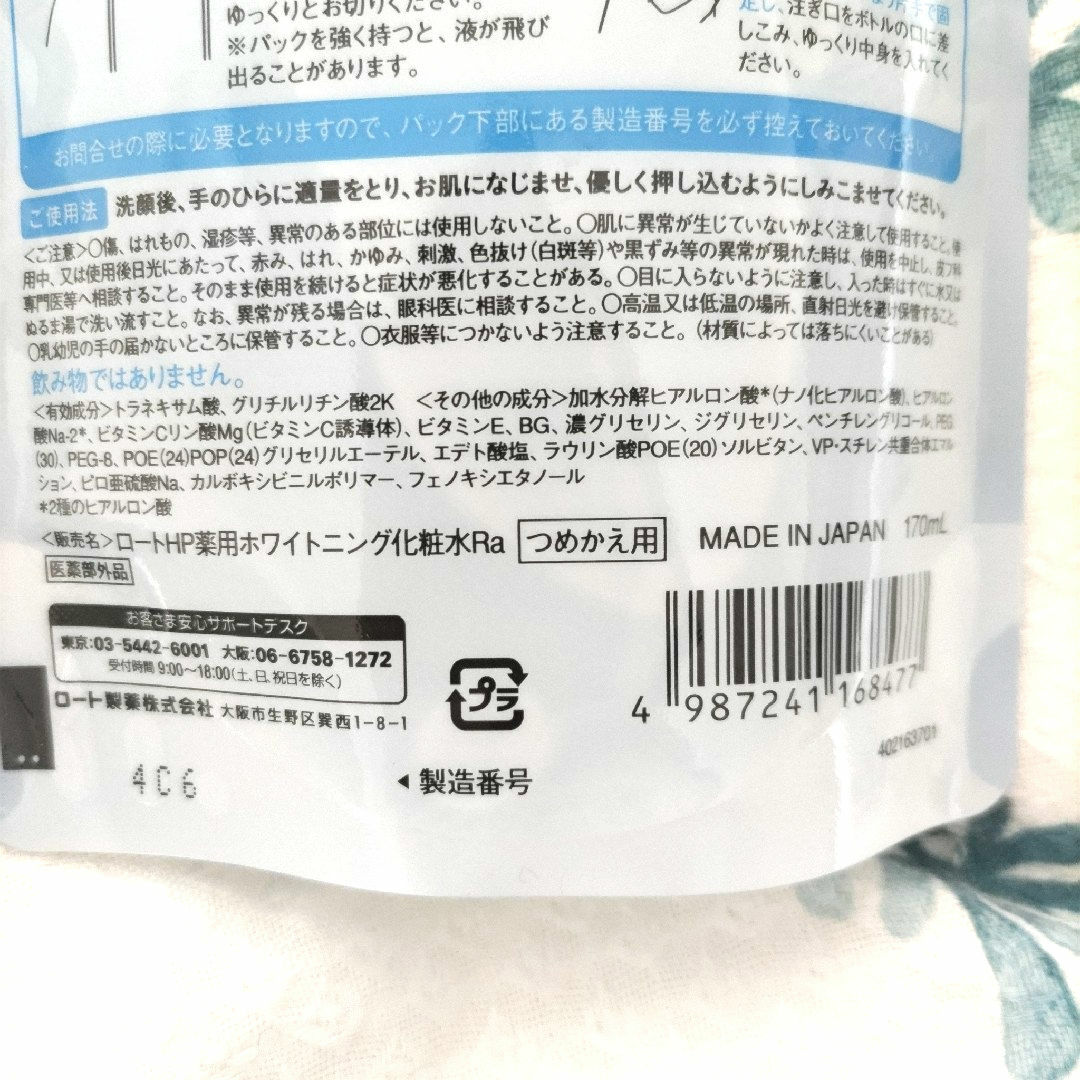 ゆっくりとお切りください。
※パックを強く持つと、液が飛び
出ることがあります。
定し、注ぎ口をボトルの口に差
しこみ、ゆっくり中身を入れてく
ださい。
お問合せの際に必要となりますので、パック下部にある製造番号を必ず控えておいてください。
ご使用法 洗顔後、手のひらに適量をとり、お肌になじませ、優しく押し込むようにしみこませてください。
<ご注意>○傷、はれもの、湿疹等、異常のある部位には使用しないこと。○肌に異常が生じていないかよく注意して使用すること。使
用中、又は使用後日光にあたって、赤み、はれ、かゆみ、刺激、色抜け(白斑等)や黒ずみ等の異常が現れた時は、使用を中止し、皮フ科
専門医等へ相談すること。そのまま使用を続けると症状が悪化することがある。○目に入らないように注意し、入った時はすぐに水又は
ぬるま湯で洗い流すこと。なお、異常が残る場合は、眼科医に相談すること。○高温又は低温の場所、直射日光を避け保管すること。
○乳幼児の手の届かないところに保管すること。○衣服等につかないよう注意すること。(材質によっては落ちにくいことがある)
飲み物ではありません。
<有効成分>トラネキサム酸、グリチルリチン酸2K <その他の成分>加水分解ヒアルロン酸*(ナノ化ヒアルロン酸)、ヒアルロン
酸Na-2*、ビタミンCリン酸Mg(ビタミンC誘導体)、ビタミンE、BG、濃グリセリン、ジグリセリン、ペンチレングリコール、PEG
(30)、PEG-8、POE(24)POP(24)グリセリルエーテル、エデト酸塩、ラウリン酸POE(20)ソルビタン、VP・スチレン共重合体エマル
ション、ピロ亜硫酸Na、カルボキシビニルポリマー、フェノキシエタノール
*2種のヒアルロン酸
<販売名>ロートHP薬用ホワイトニング化粧水Ra つめかえ用 MADE IN JAPAN 170mL
医薬部外品
お客さま安心サポートデスク
東京:03-5442-6001 大阪:06-6758-1272
受付時間 9:00~18:00(土、日、祝日を除く)
ロート製薬株式会社 大阪市生野区巽西1-8-1
プラ
4 987241 168477
402163701
4C6
◀ 製造番号